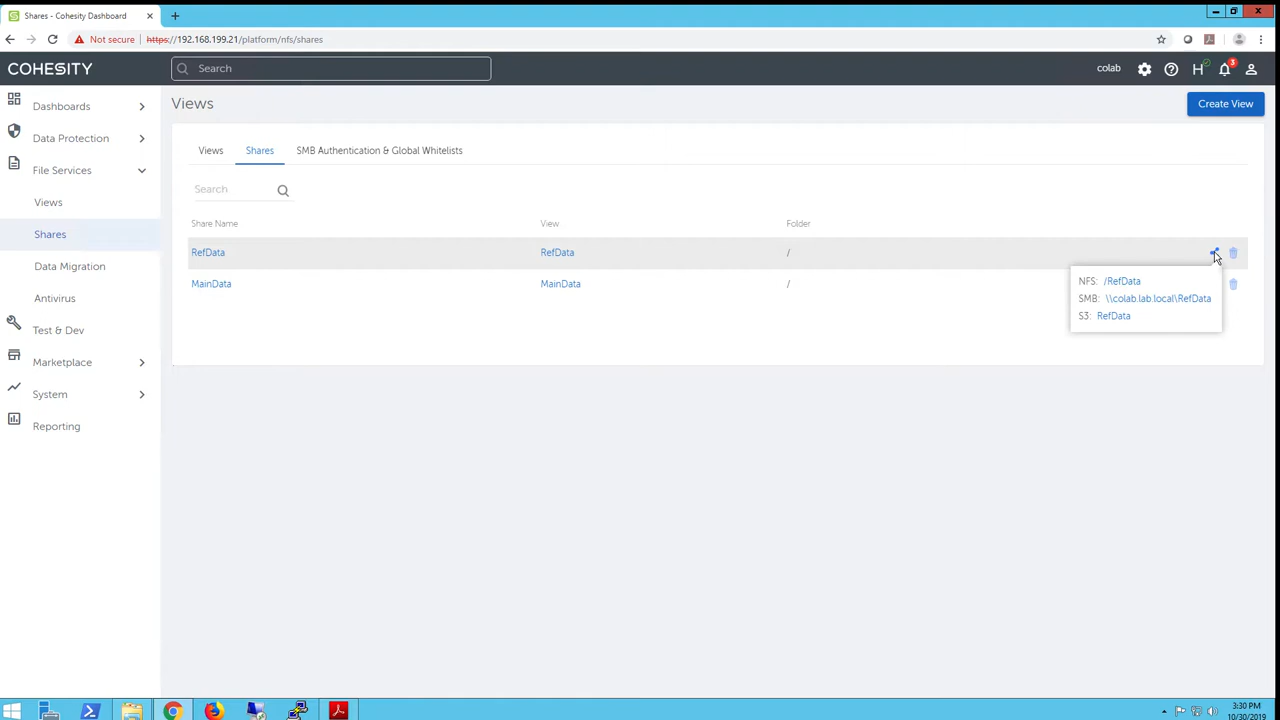 Shares - Cohesity Dashboard
Not secure
https://192.168.199.21/platform/nfs/shares
COHESITY
Search
colab
H
3
Dashboards
Data Protection
File Services
Views
Shares
Data Migration
Antivirus
Test & Dev
Marketplace
System
Reporting
Views
Create View
Views
Shares
SMB Authentication & Global Whitelists
Search
Share Name
View
Folder
RefData
RefData
/
MainData
MainData
/
NFS: /RefData
SMB: \\colab.lab.local\RefData
S3: RefData
3:30 PM
10/30/2019